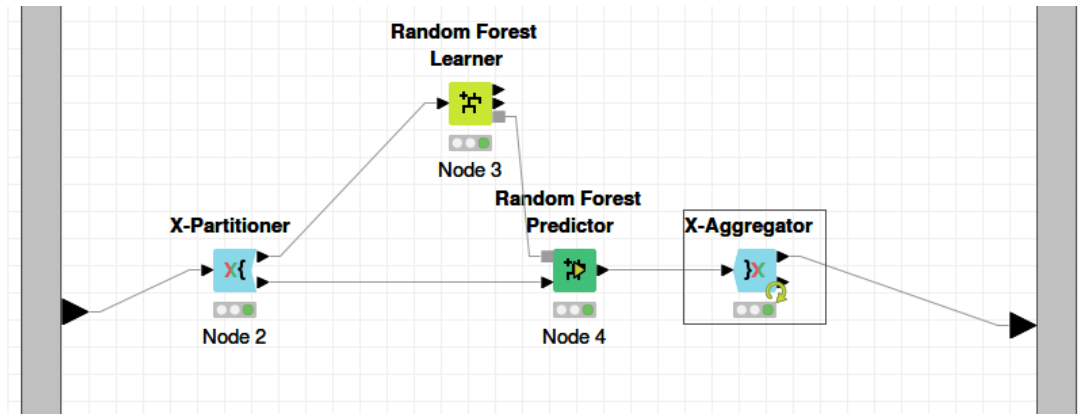 Random Forest
Learner
Node 3
Random Forest
X-Partitioner
Predictor
X-Aggregator
X{
}X
Node 2
Node 4